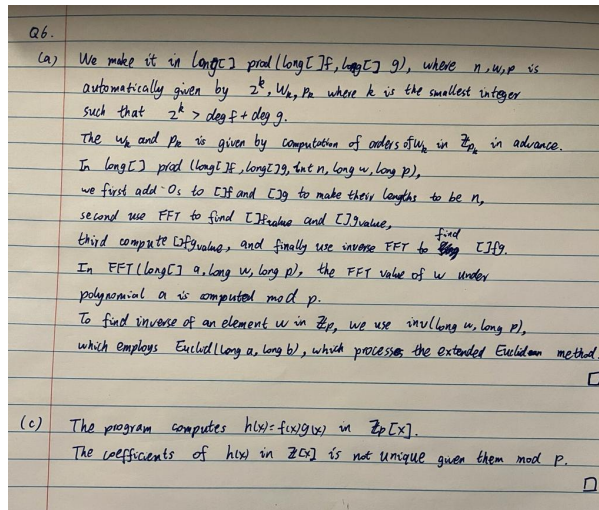 Q6.
(a) We make it in long[] prod(long[]f, long[] g), where n,w,p is
automatically given by 2^k, W_k, P_k where k is the smallest integer
such that 2^k > deg f + deg g.
The w_k and p_k is given by computation of orders of w_k in ℤ_{p_k} in advance.
In long[] prod (long[]f, long[]g, int n, long w, long p),
we first add 0s to []f and []g to make their lengths to be n,
second use FFT to find []fvalue and []gvalue,
third compute []fgvalue, and finally use inverse FFT to find []fg.
In FFT(long[] a, long w, long p), the FFT value of w under
polynomial a is computed mod p.
To find inverse of an element w in ℤ_p, we use inv(long w, long p),
which employs Euclid(long a, long b), which processes the extended Euclidean method.
□
(c) The program computes h(x)=f(x)g(x) in ℤ_p[x].
The coefficients of h(x) in ℤ[x] is not unique given them mod p.
□